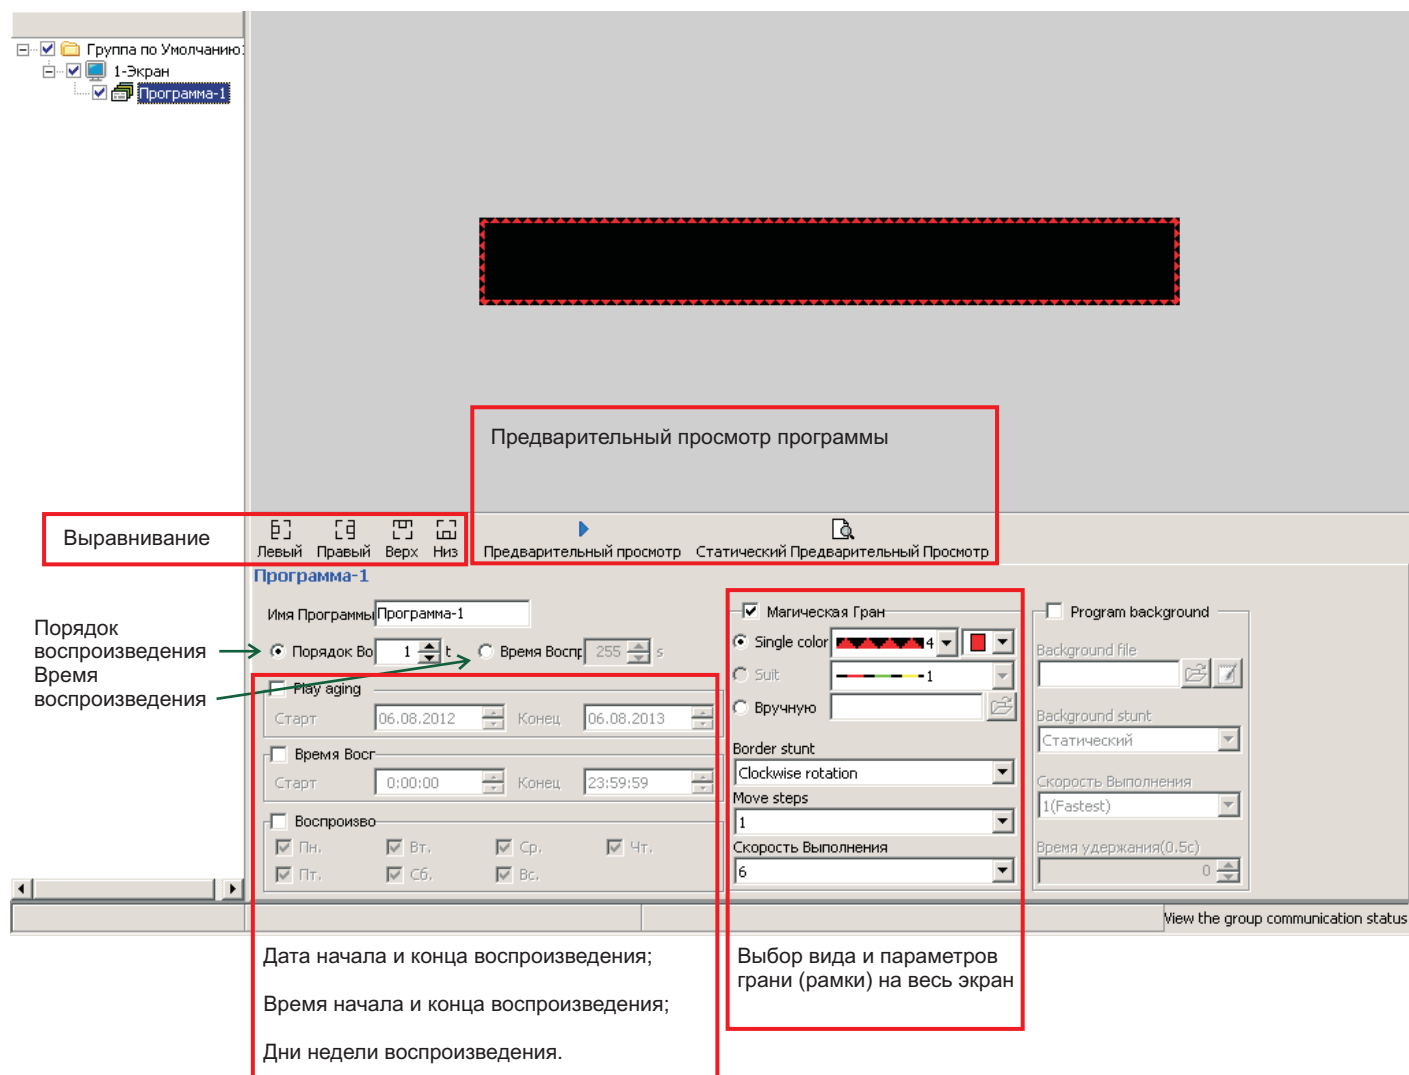 Группа по Умолчанию
1-Экран
Программа-1
Предварительный просмотр программы
Выравнивание
Левый Правый Верх Низ Предварительный просмотр Статический Предварительный Просмотр
Программа-1
Имя Программы Программа-1
Порядок воспроизведения
Время воспроизведения
Порядок Во 1 t Время Воспр 255 s
Play aging
Старт 06.08.2012 Конец 06.08.2013
Время Восг
Старт 0:00:00 Конец 23:59:59
Воспроизво
Пн. Вт. Ср. Чт.
Пт. Сб. Вс.
Магическая Гран
Single color 4
Suit 1
Вручную
Border stunt
Clockwise rotation
Move steps
1
Скорость Выполнения
6
Program background
Background file
Background stunt
Статический
Скорость Выполнения
1(Fastest)
Время удержания(0.5с)
0
View the group communication status
Дата начала и конца воспроизведения;
Время начала и конца воспроизведения;
Дни недели воспроизведения.
Выбор вида и параметров
грани (рамки) на весь экран